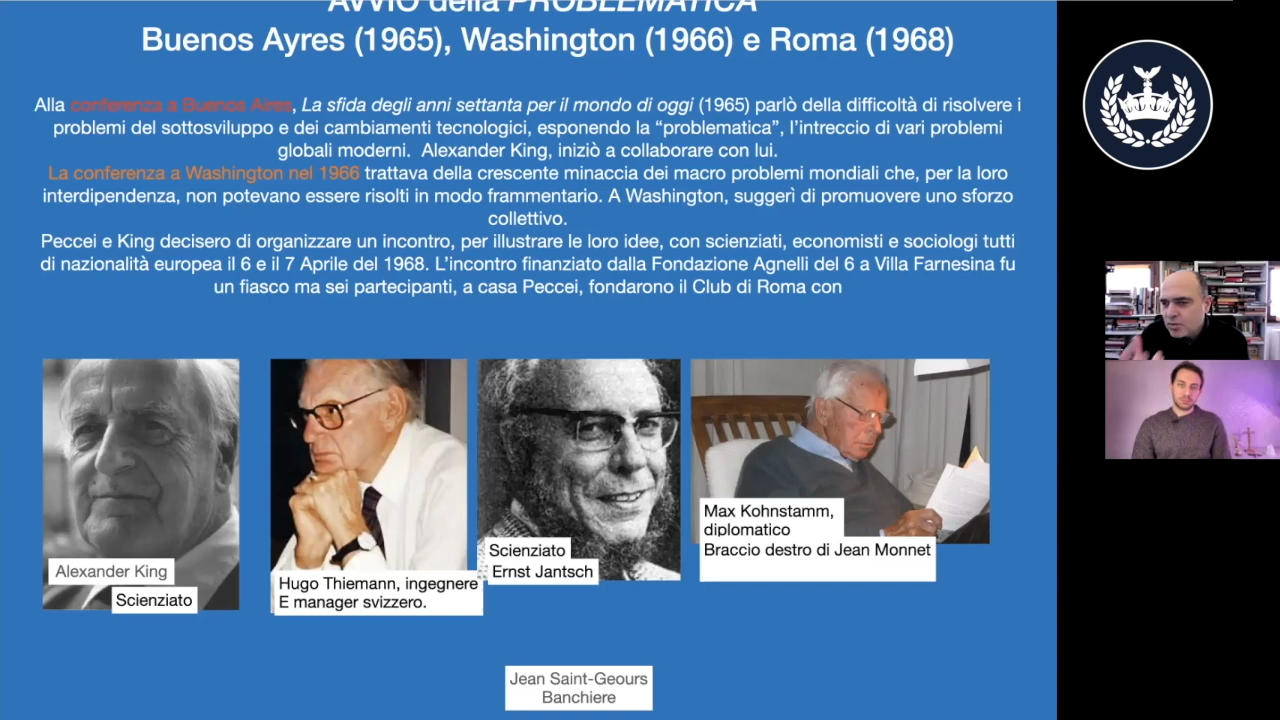 AVVIO della PROBLEMATICA
Buenos Ayres (1965), Washington (1966) e Roma (1968)
Alla conferenza a Buenos Aires, La sfida degli anni settanta per il mondo di oggi (1965) parlò della difficoltà di risolvere i
problemi del sottosviluppo e dei cambiamenti tecnologici, esponendo la “problematica”, l’intreccio di vari problemi
globali moderni. Alexander King, iniziò a collaborare con lui.
La conferenza a Washington nel 1966 trattava della crescente minaccia dei macro problemi mondiali che, per la loro
interdipendenza, non potevano essere risolti in modo frammentario. A Washington, suggerì di promuovere uno sforzo
collettivo.
Peccei e King decisero di organizzare un incontro, per illustrare le loro idee, con scienziati, economisti e sociologi tutti
di nazionalità europea il 6 e il 7 Aprile del 1968. L’incontro finanziato dalla Fondazione Agnelli del 6 a Villa Farnesina fu
un fiasco ma sei partecipanti, a casa Peccei, fondarono il Club di Roma con
Alexander King
Scienziato
Hugo Thiemann, ingegnere
E manager svizzero.
Scienziato
Ernst Jantsch
Max Kohnstamm,
diplomatico
Braccio destro di Jean Monnet
Jean Saint-Geours
Banchiere